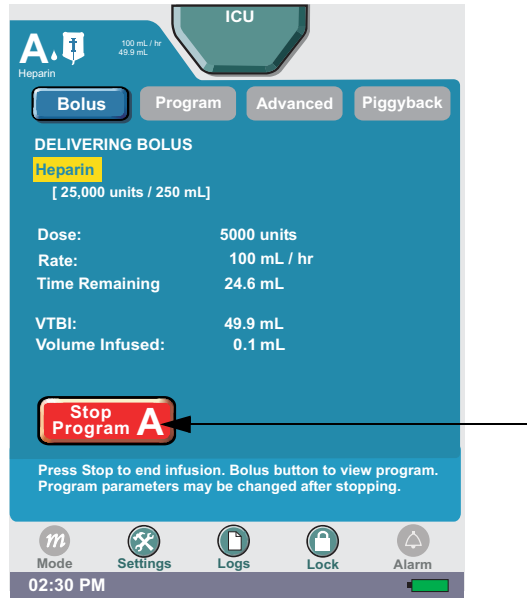 ICU
A.
100 mL / hr
49.9 mL
Heparin
Bolus Program Advanced Piggyback
DELIVERING BOLUS
Heparin
[ 25,000 units / 250 mL]
Dose: 5000 units
Rate: 100 mL / hr
Time Remaining 24.6 mL
VTBI: 49.9 mL
Volume Infused: 0.1 mL
Stop
Program A
Press Stop to end infusion. Bolus button to view program.
Program parameters may be changed after stopping.
m
Mode Settings Logs Lock Alarm
02:30 PM